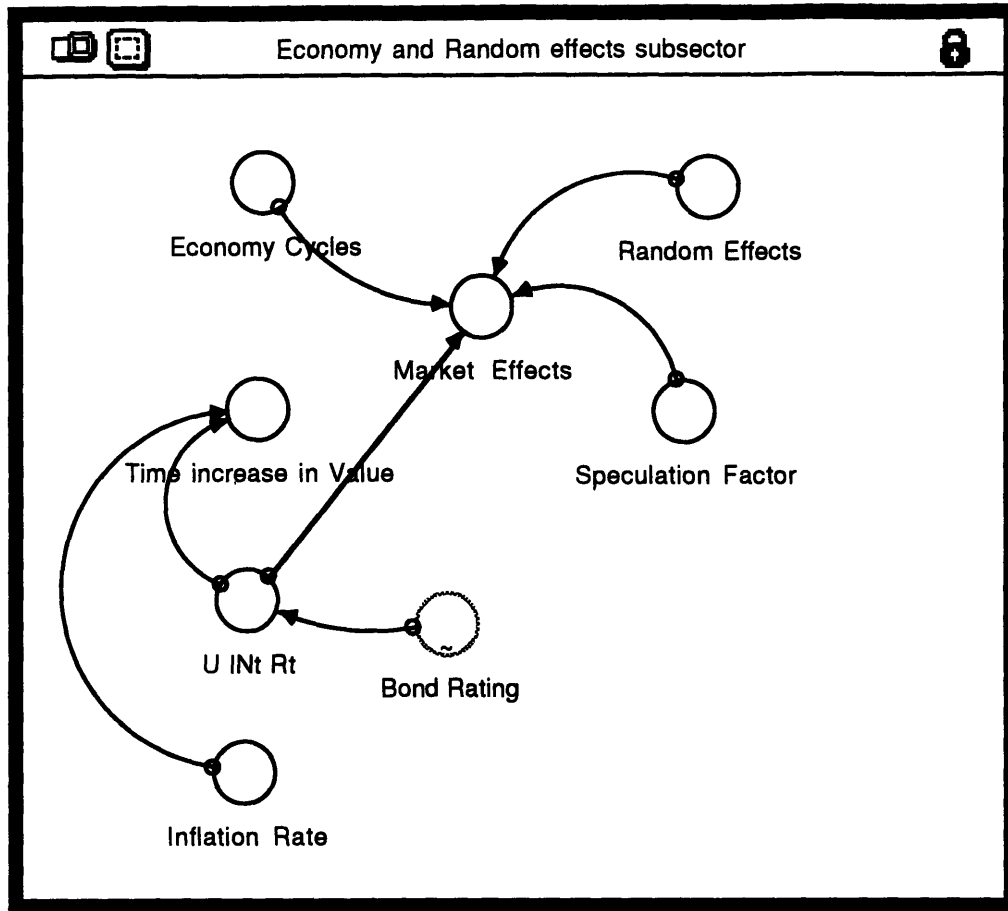 Economy and Random effects subsector
Economy Cycles
Random Effects
Market Effects
Time increase in Value
Speculation Factor
U INt Rt
~
Bond Rating
Inflation Rate